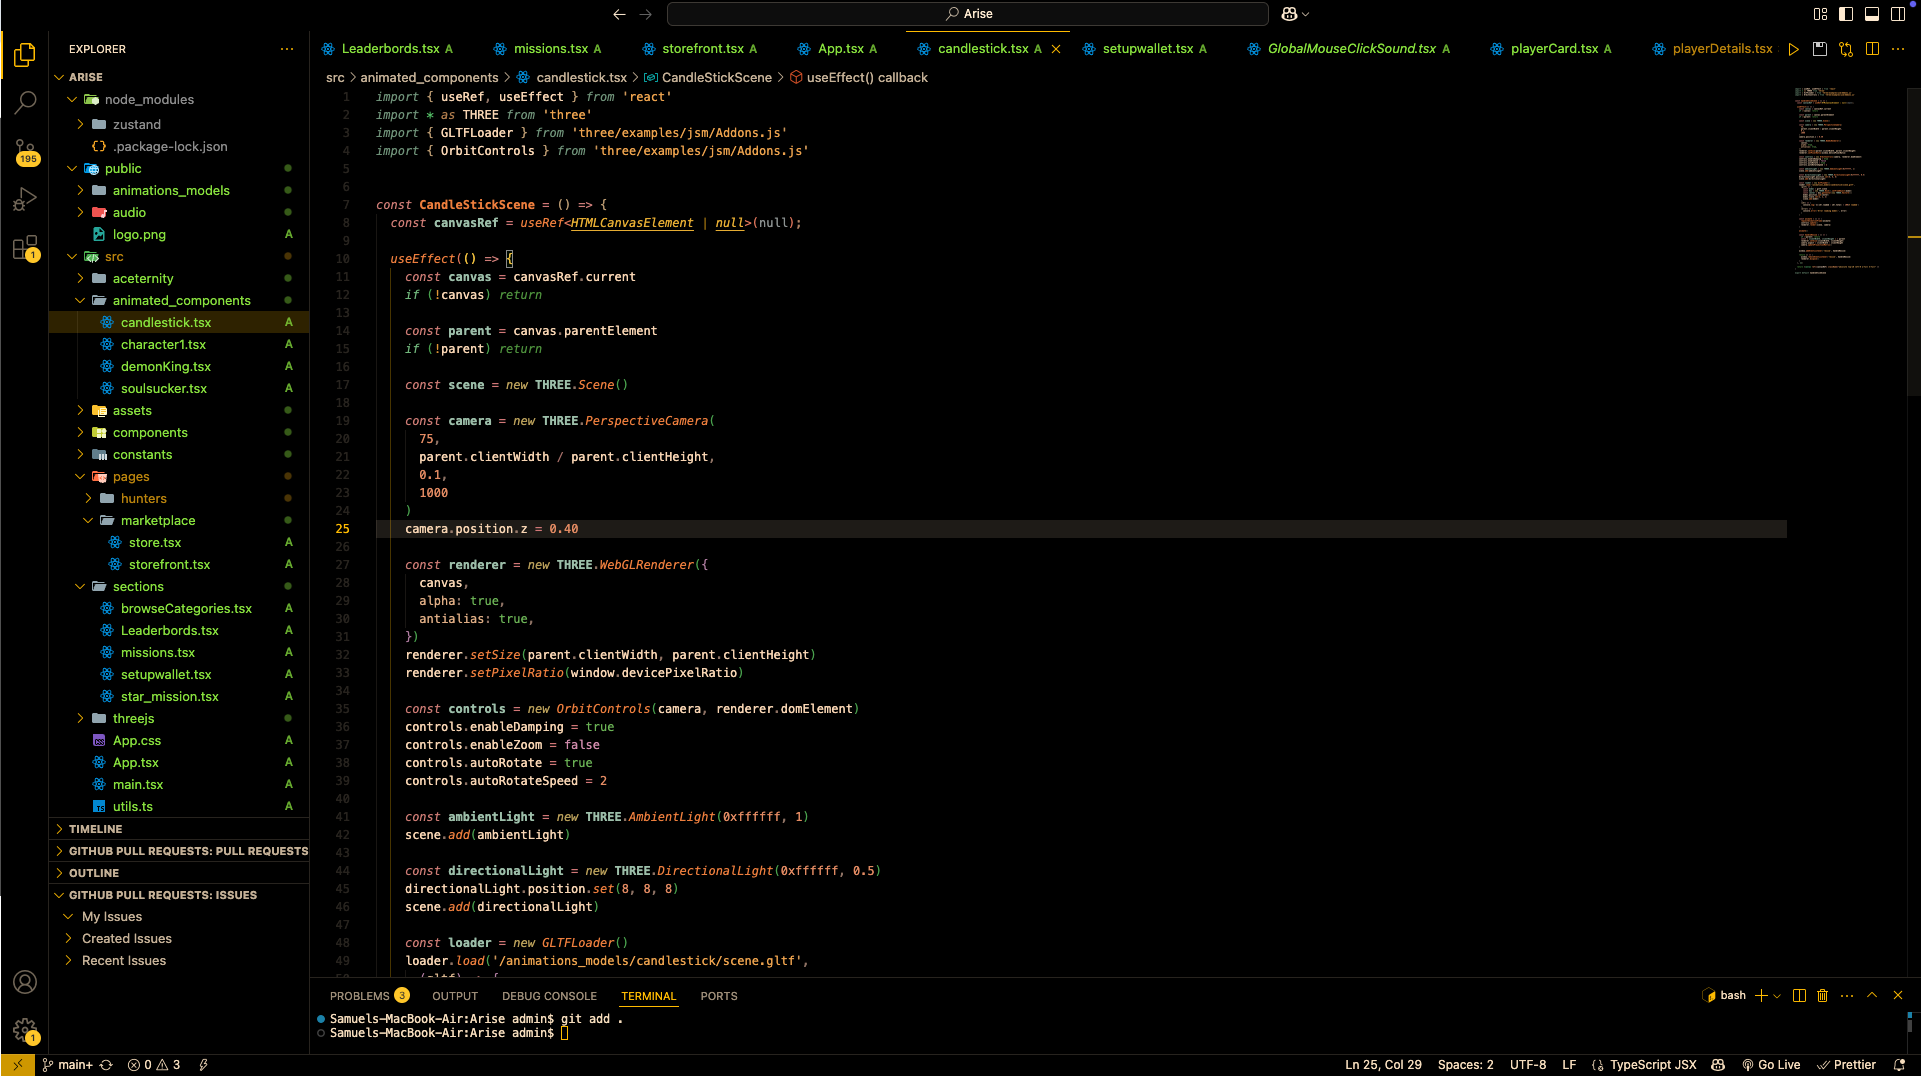 Arise
EXPLORER
Leaderbords.tsx A
missions.tsx A
storefront.tsx A
App.tsx A
candlestick.tsx A
setupwallet.tsx A
GlobalMouseClickSound.tsx A
playerCard.tsx A
playerDetails.tsx
src > animated_components > candlestick.tsx > CandleStickScene > useEffect() callback
ARISE
node_modules
zustand
{} .package-lock.json
public
animations_models
audio
logo.png A
src
aceternity
animated_components
candlestick.tsx A
character1.tsx A
demonKing.tsx A
soulsucker.tsx A
assets
components
constants
pages
hunters
marketplace
store.tsx A
storefront.tsx A
sections
browseCategories.tsx A
Leaderbords.tsx A
missions.tsx A
setupwallet.tsx A
star_mission.tsx A
threejs
App.css A
App.tsx A
main.tsx A
TS utils.ts A
TIMELINE
GITHUB PULL REQUESTS: PULL REQUESTS
OUTLINE
GITHUB PULL REQUESTS: ISSUES
My Issues
Created Issues
Recent Issues
195
1
1
1 import { useRef, useEffect } from 'react'
2 import * as THREE from 'three'
3 import { GLTFLoader } from 'three/examples/jsm/Addons.js'
4 import { OrbitControls } from 'three/examples/jsm/Addons.js'
5
6
7 const CandleStickScene = () => {
8 const canvasRef = useRef<HTMLCanvasElement | null>(null);
9
10 useEffect(() => {
11 const canvas = canvasRef.current
12 if (!canvas) return
13
14 const parent = canvas.parentElement
15 if (!parent) return
16
17 const scene = new THREE.Scene()
18
19 const camera = new THREE.PerspectiveCamera(
20 75,
21 parent.clientWidth / parent.clientHeight,
22 0.1,
23 1000
24 )
25 camera.position.z = 0.40
26
27 const renderer = new THREE.WebGLRenderer({
28 canvas,
29 alpha: true,
30 antialias: true,
31 })
32 renderer.setSize(parent.clientWidth, parent.clientHeight)
33 renderer.setPixelRatio(window.devicePixelRatio)
34
35 const controls = new OrbitControls(camera, renderer.domElement)
36 controls.enableDamping = true
37 controls.enableZoom = false
38 controls.autoRotate = true
39 controls.autoRotateSpeed = 2
40
41 const ambientLight = new THREE.AmbientLight(0xffffff, 1)
42 scene.add(ambientLight)
43
44 const directionalLight = new THREE.DirectionalLight(0xffffff, 0.5)
45 directionalLight.position.set(8, 8, 8)
46 scene.add(directionalLight)
47
48 const loader = new GLTFLoader()
49 loader.load('/animations_models/candlestick/scene.gltf',
PROBLEMS 3
OUTPUT
DEBUG CONSOLE
TERMINAL
PORTS
bash
Samuels-MacBook-Air:Arise admin$ git add .
Samuels-MacBook-Air:Arise admin$
main+
0 3
Ln 25, Col 29
Spaces: 2
UTF-8
LF
{} TypeScript JSX
Go Live
Prettier